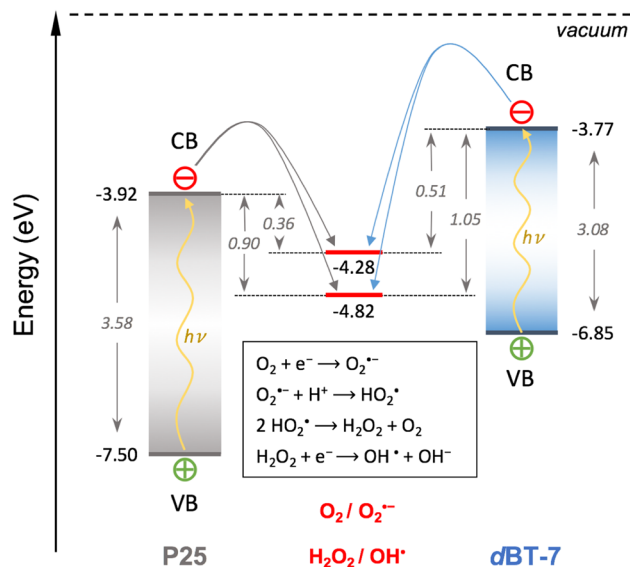 vacuum
CB
CB
-3.77
-3.92
0.51
0.36
1.05
0.90
3.08
-4.28
hν
hν
-4.82
3.58
-6.85
VB
O₂ + e⁻ → O₂•⁻
O₂•⁻ + H⁺ → HO₂•
2 HO₂• → H₂O₂ + O₂
H₂O₂ + e⁻ → OH• + OH⁻
-7.50
VB
O₂ / O₂•⁻
P25
H₂O₂ / OH•
dBT-7
Energy (eV)